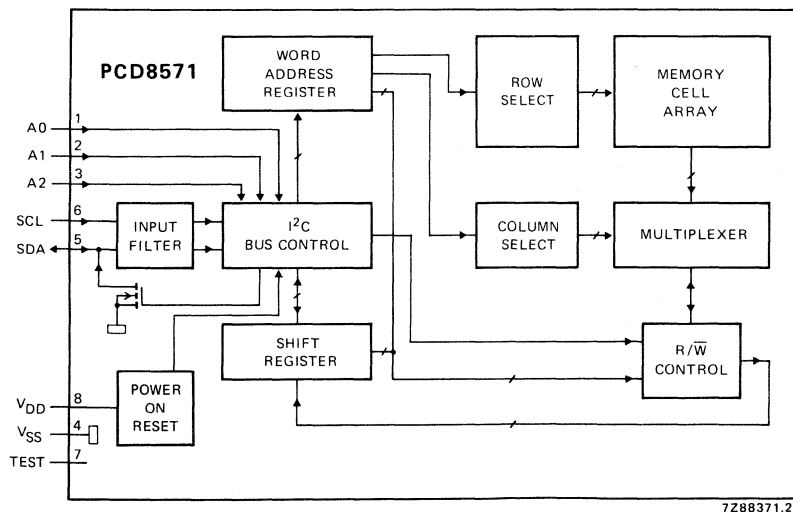 PCD8571
WORD
ADDRESS
REGISTER
ROW
SELECT
MEMORY
CELL
ARRAY
A0
1
A1
2
A2
3
SCL
6
SDA
5
INPUT
FILTER
I²C
BUS CONTROL
COLUMN
SELECT
MULTIPLEXER
SHIFT
REGISTER
R/W̅
CONTROL
POWER
ON
RESET
VDD
8
VSS
4
TEST
7
7Z88371.2